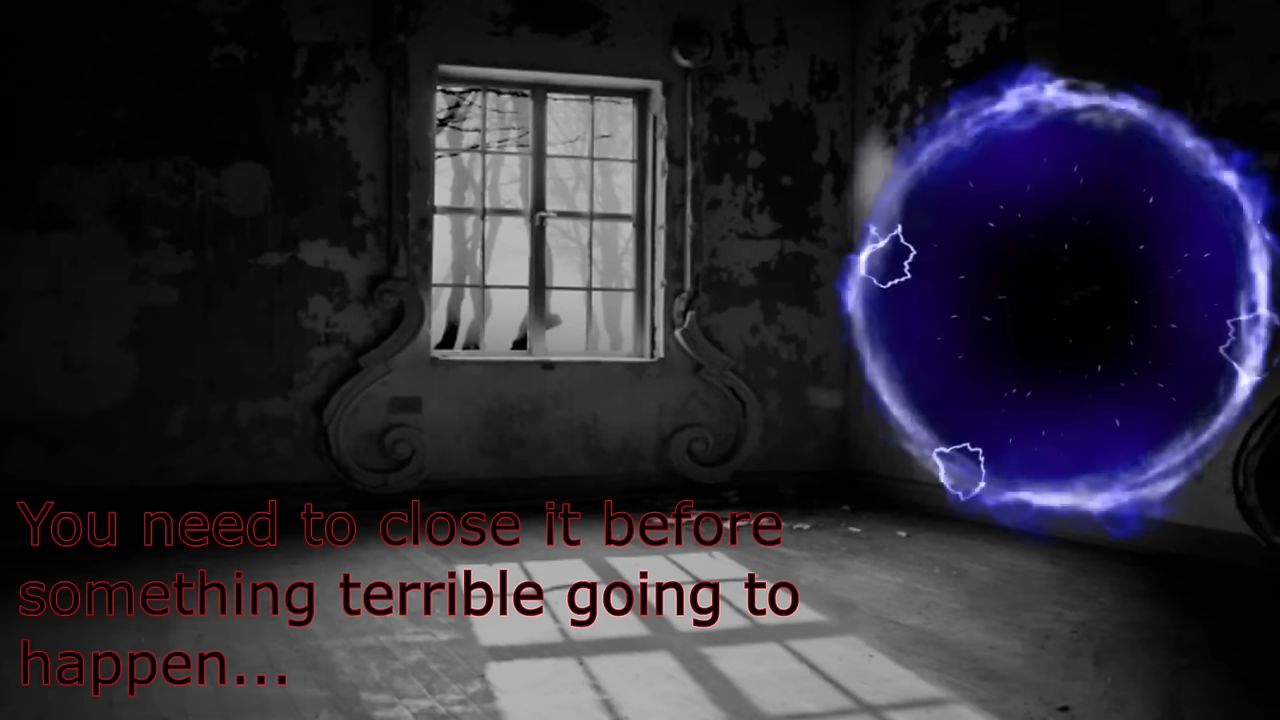 You need to close it before
something terrible going to
happen...